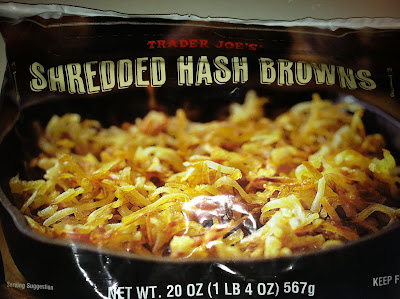 TRADER JOE'S
SHREDDED HASH BROWNS
Serving Suggestion
NET WT. 20 OZ (1 LB 4 OZ) 567g
KEEP F